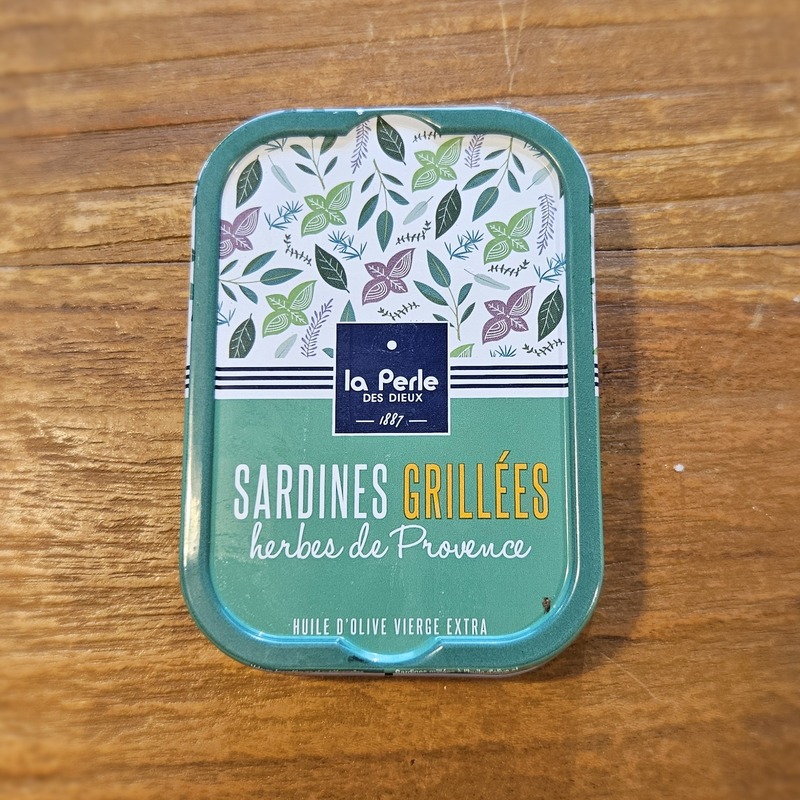 la Perle
DES DIEUX
1887
SARDINES GRILLÉES
herbes de Provence
HUILE D'OLIVE VIERGE EXTRA